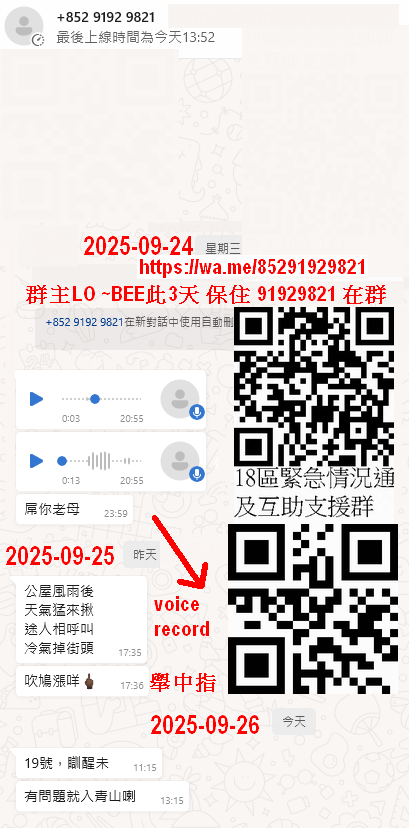 +852 9192 9821
最後上線時間為今天13:52
2025-09-24
星期三
https://wa.me/85291929821
群主LO ~BEE此3天 保住 91929821 在群
+852 9192 9821在新對話中使用自動刪
0:03
20:55
0:13
20:55
18區緊急情況通
及互助支援群
屌你老母
23:59
2025-09-25
昨天
公屋風雨後
天氣猛來揪
途人相呼叫
冷氣掉街頭
17:35
voice
record
吹鳩漲咩🖕🏿
17:36
舉中指
2025-09-26
今天
19號，瞓醒未
11:15
有問題就入青山喇
13:15